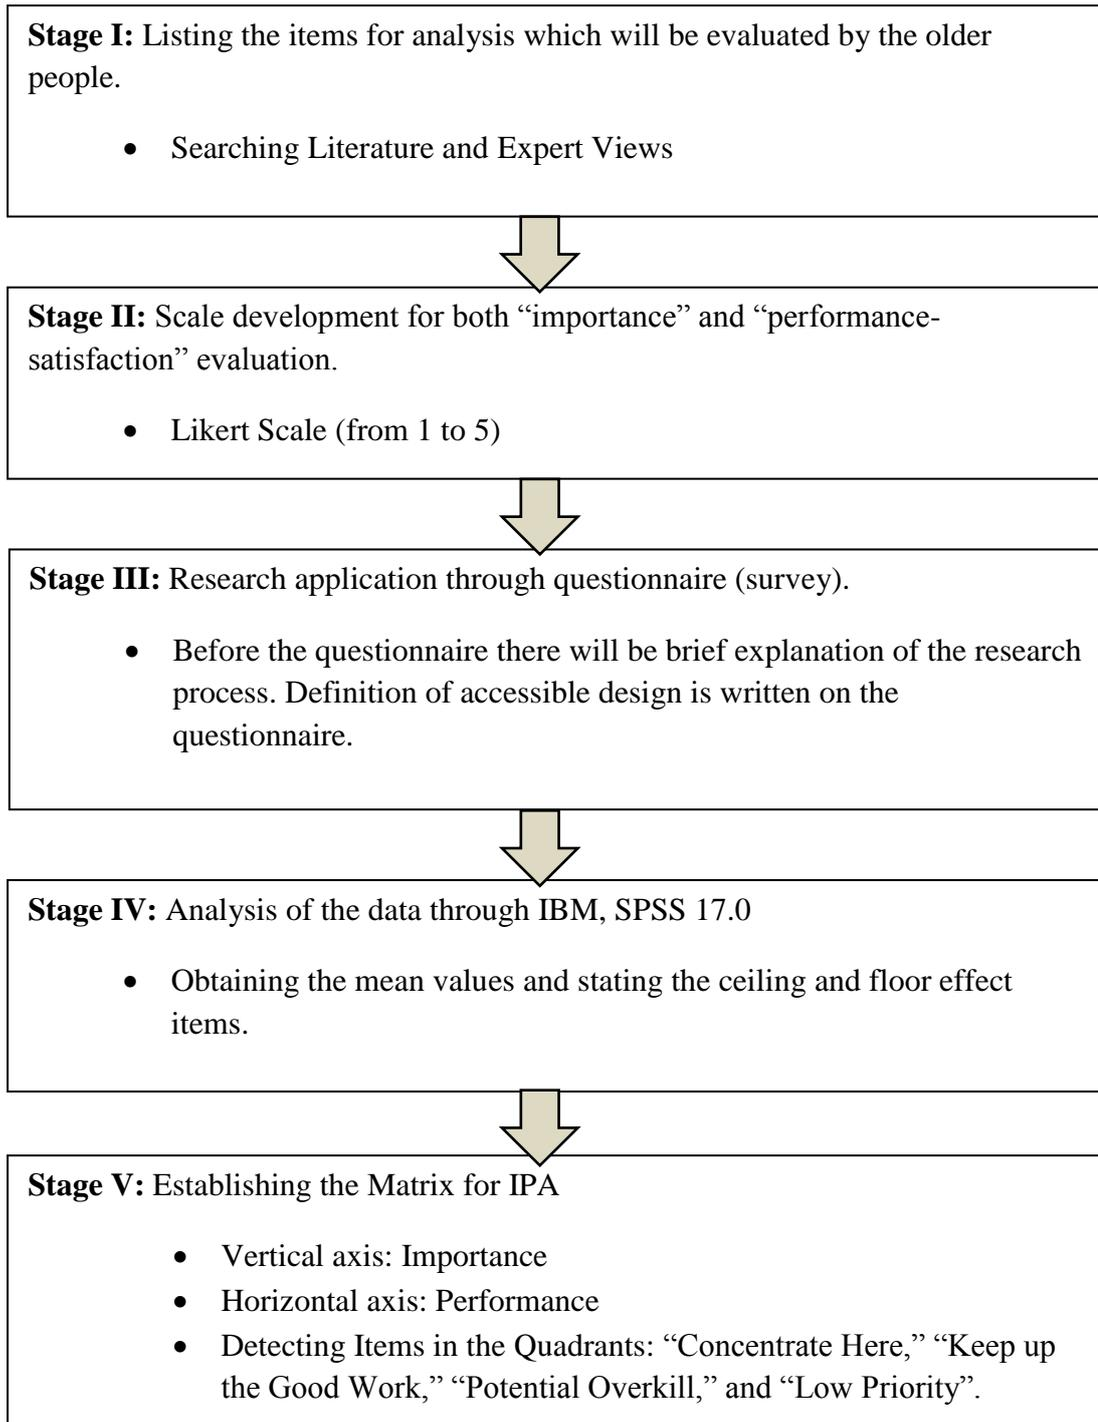 Stage I: Listing the items for analysis which will be evaluated by the older
people.
• Searching Literature and Expert Views
Stage II: Scale development for both “importance” and “performance-
satisfaction” evaluation.
• Likert Scale (from 1 to 5)
Stage III: Research application through questionnaire (survey).
• Before the questionnaire there will be brief explanation of the research
process. Definition of accessible design is written on the
questionnaire.
Stage IV: Analysis of the data through IBM, SPSS 17.0
• Obtaining the mean values and stating the ceiling and floor effect
items.
Stage V: Establishing the Matrix for IPA
• Vertical axis: Importance
• Horizontal axis: Performance
• Detecting Items in the Quadrants: “Concentrate Here,” “Keep up
the Good Work,” “Potential Overkill,” and “Low Priority”.